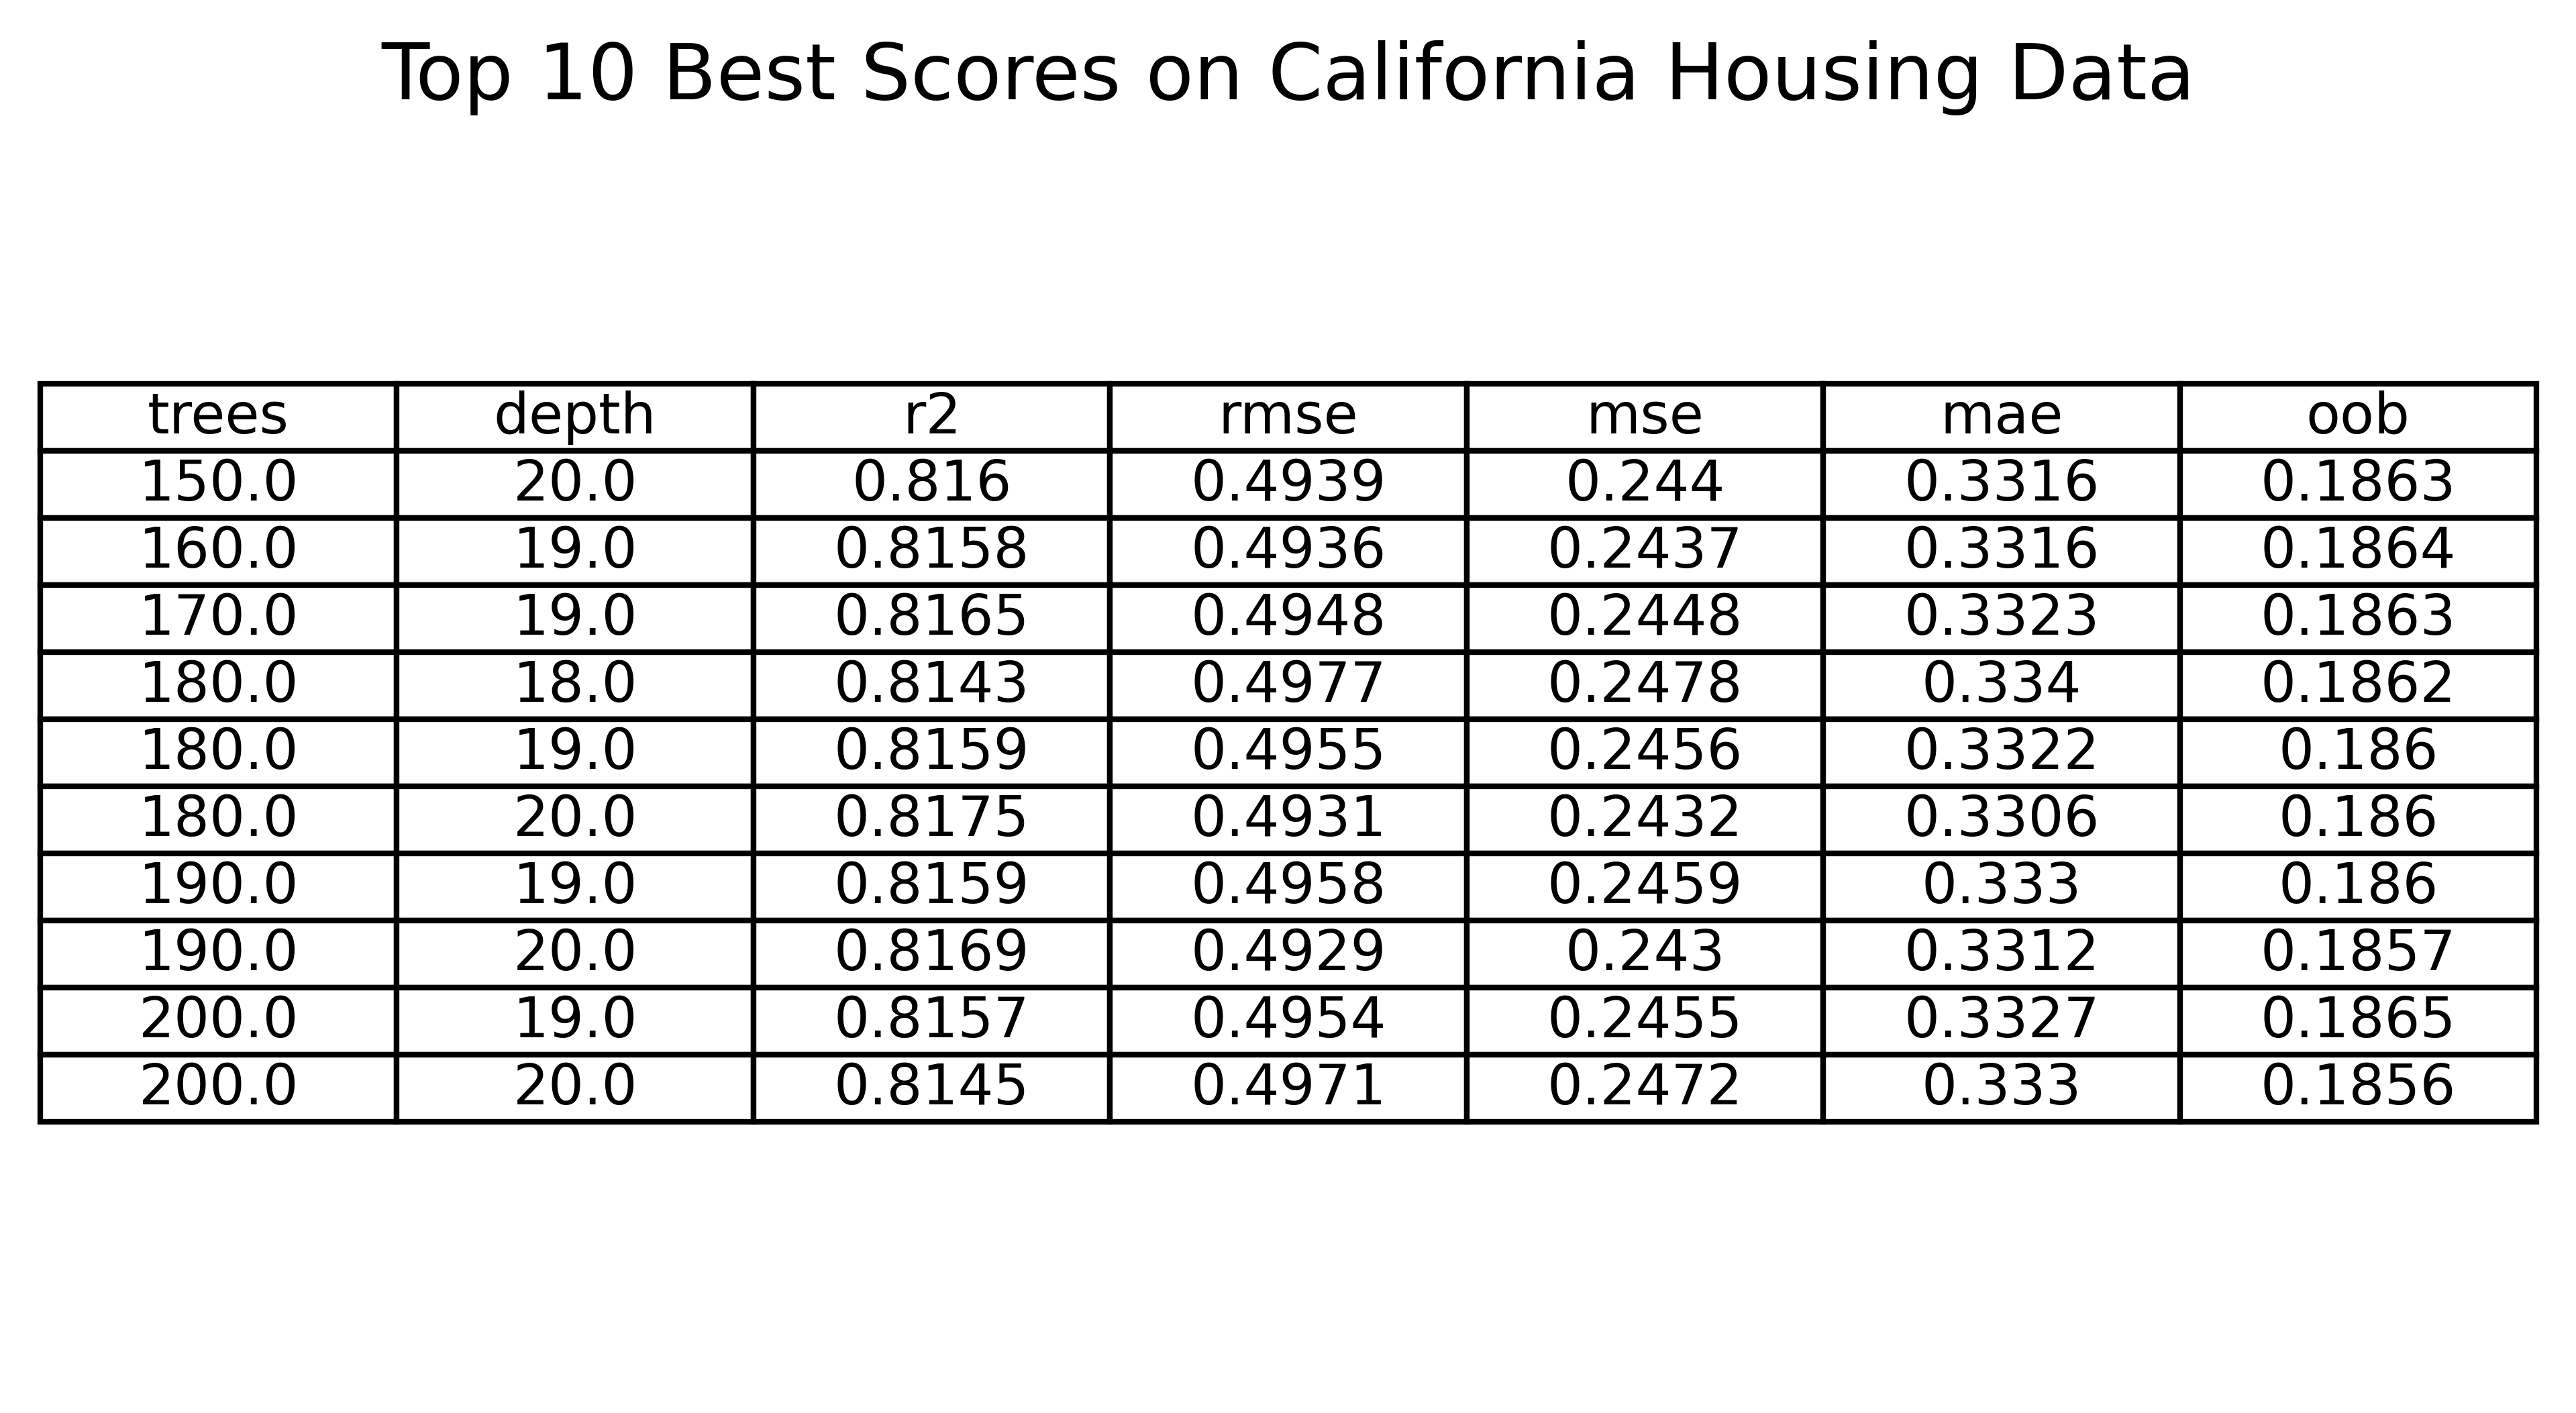 Top 10 Best Scores on California Housing Data
trees depth r2 rmse mse mae oob
150.0 20.0 0.816 0.4939 0.244 0.3316 0.1863
160.0 19.0 0.8158 0.4936 0.2437 0.3316 0.1864
170.0 19.0 0.8165 0.4948 0.2448 0.3323 0.1863
180.0 18.0 0.8143 0.4977 0.2478 0.334 0.1862
180.0 19.0 0.8159 0.4955 0.2456 0.3322 0.186
180.0 20.0 0.8175 0.4931 0.2432 0.3306 0.186
190.0 19.0 0.8159 0.4958 0.2459 0.333 0.186
190.0 20.0 0.8169 0.4929 0.243 0.3312 0.1857
200.0 19.0 0.8157 0.4954 0.2455 0.3327 0.1865
200.0 20.0 0.8145 0.4971 0.2472 0.333 0.1856